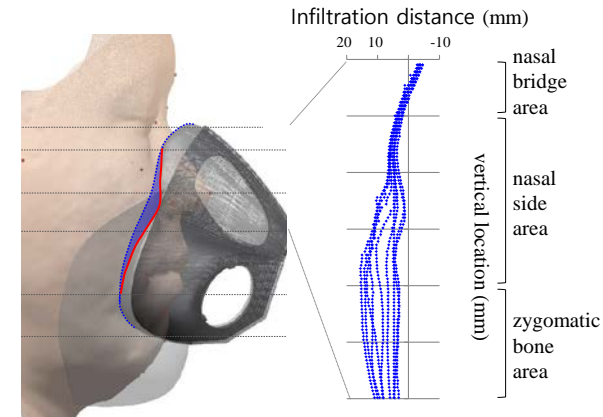 Infiltration distance (mm)
20 10 -10
nasal
bridge
area
nasal
side
area
vertical location (mm)
zygomatic
bone
area